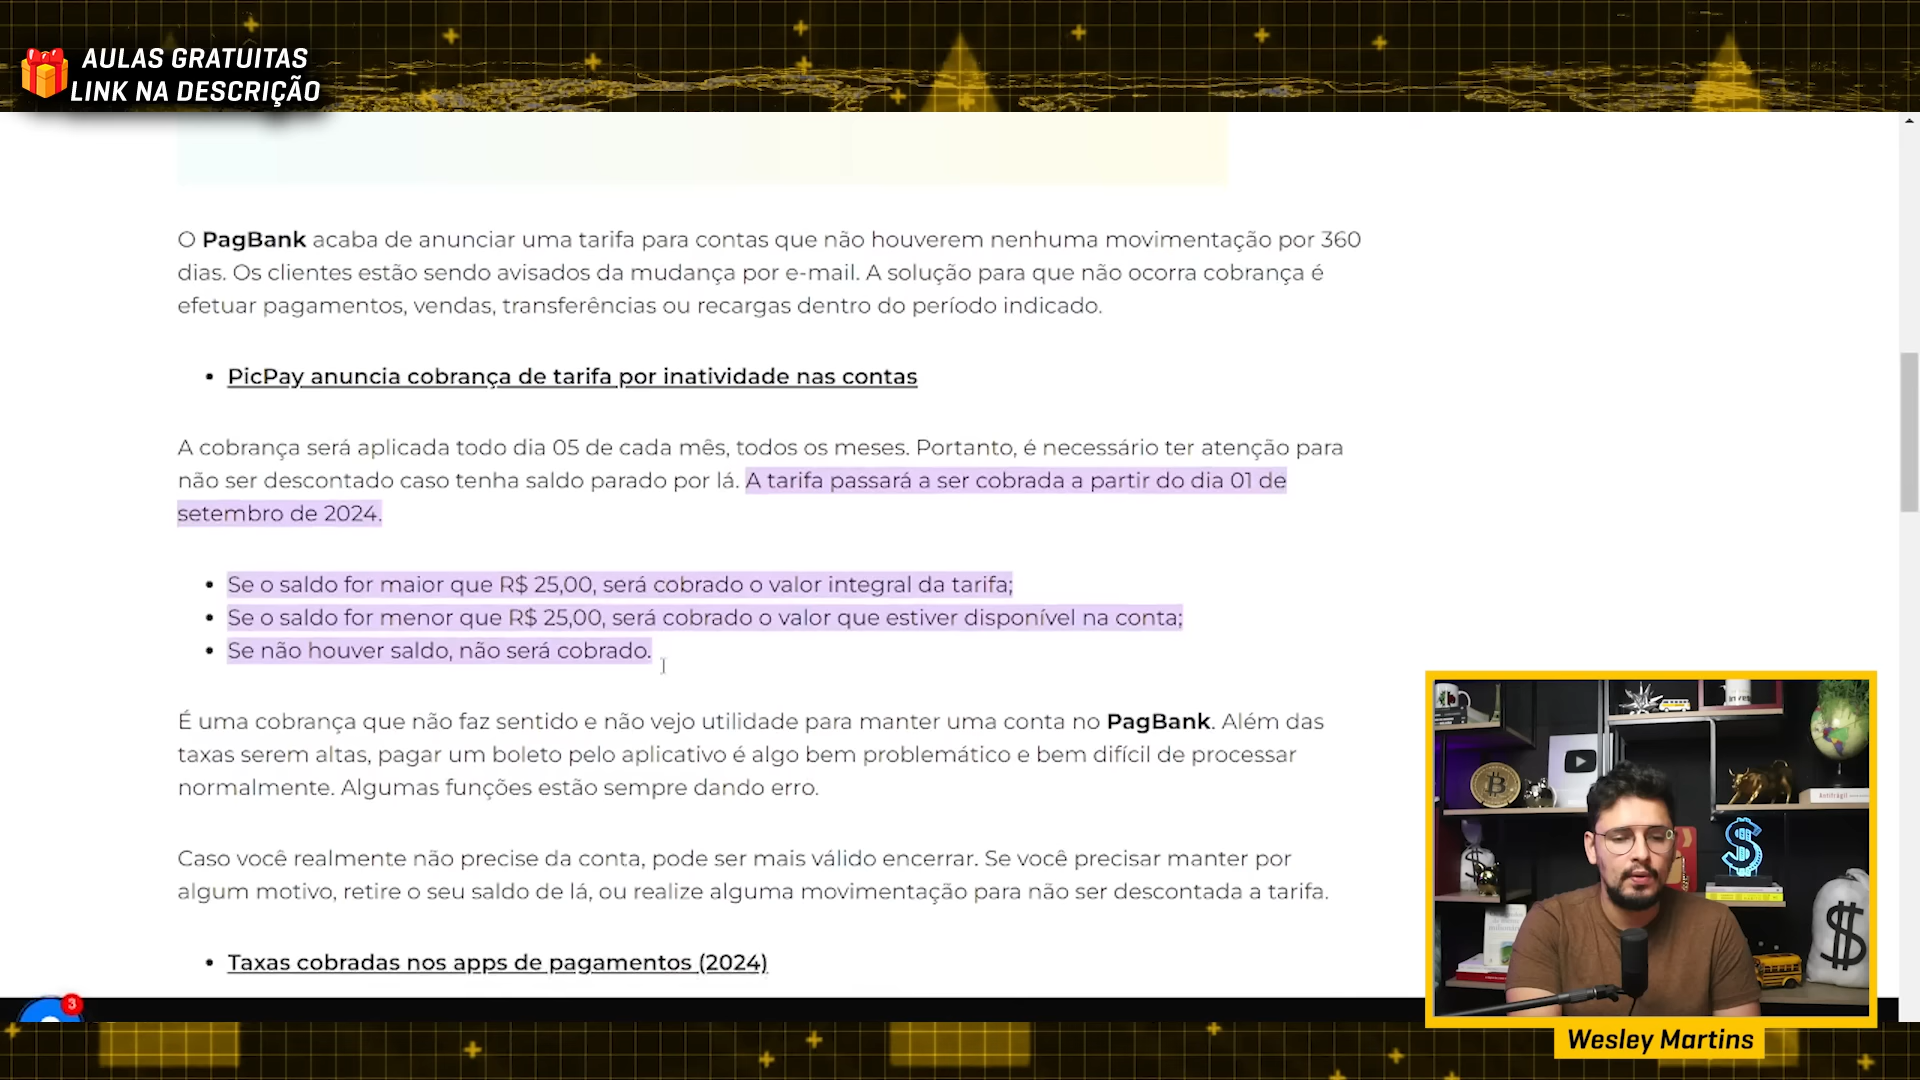 AULAS GRATUITAS
LINK NA DESCRIÇÃO
O PagBank acaba de anunciar uma tarifa para contas que não houverem nenhuma movimentação por 360
dias. Os clientes estão sendo avisados da mudança por e-mail. A solução para que não ocorra cobrança é
efetuar pagamentos, vendas, transferências ou recargas dentro do período indicado.
• PicPay anuncia cobrança de tarifa por inatividade nas contas
A cobrança será aplicada todo dia 05 de cada mês, todos os meses. Portanto, é necessário ter atenção para
não ser descontado caso tenha saldo parado por lá. A tarifa passará a ser cobrada a partir do dia 01 de
setembro de 2024.
• Se o saldo for maior que R$ 25,00, será cobrado o valor integral da tarifa;
• Se o saldo for menor que R$ 25,00, será cobrado o valor que estiver disponível na conta;
• Se não houver saldo, não será cobrado.
É uma cobrança que não faz sentido e não vejo utilidade para manter uma conta no PagBank. Além das
taxas serem altas, pagar um boleto pelo aplicativo é algo bem problemático e bem difícil de processar
normalmente. Algumas funções estão sempre dando erro.
Caso você realmente não precise da conta, pode ser mais válido encerrar. Se você precisar manter por
algum motivo, retire o seu saldo de lá, ou realize alguma movimentação para não ser descontada a tarifa.
• Taxas cobradas nos apps de pagamentos (2024)
3
Antifrágil
Wesley Martins